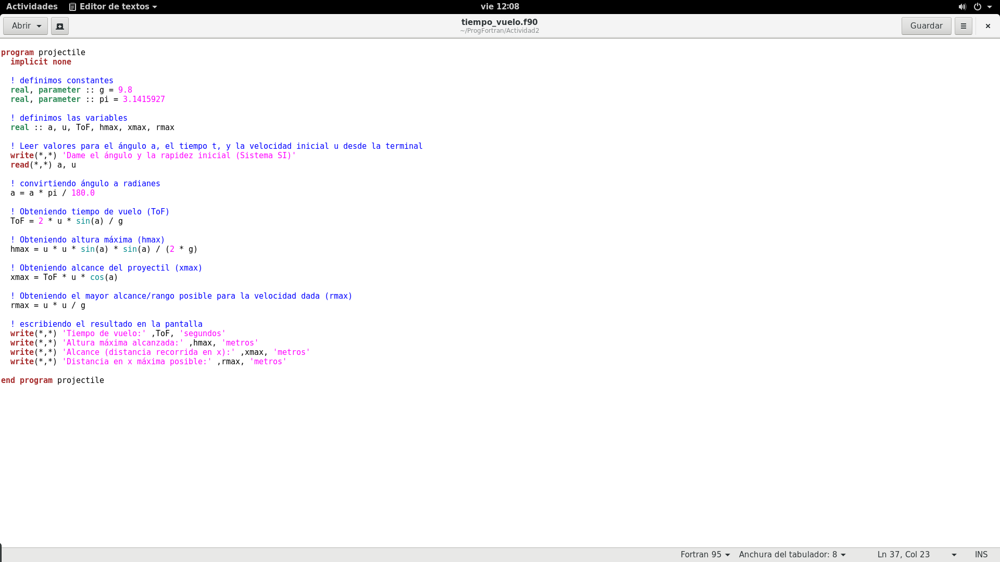 Actividades Editor de textos vie 12:08
Abrir tiempo_vuelo.f90 Guardar
~/ProgFortran/Actividad2
program projectile
  implicit none
  ! definimos constantes
  real, parameter :: g = 9.8
  real, parameter :: pi = 3.1415927
  ! definimos las variables
  real :: a, u, ToF, hmax, xmax, rmax
  ! Leer valores para el ángulo a, el tiempo t, y la velocidad inicial u desde la terminal
  write(*,*) 'Dame el ángulo y la rapidez inicial (Sistema SI)'
  read(*,*) a, u
  ! convirtiendo ángulo a radianes
  a = a * pi / 180.0
  ! Obteniendo tiempo de vuelo (ToF)
  ToF = 2 * u * sin(a) / g
  ! Obteniendo altura máxima (hmax)
  hmax = u * u * sin(a) * sin(a) / (2 * g)
  ! Obteniendo alcance del proyectil (xmax)
  xmax = ToF * u * cos(a)
  ! Obteniendo el mayor alcance/rango posible para la velocidad dada (rmax)
  rmax = u * u / g
  ! escribiendo el resultado en la pantalla
  write(*,*) 'Tiempo de vuelo:' ,ToF, 'segundos'
  write(*,*) 'Altura máxima alcanzada:' ,hmax, 'metros'
  write(*,*) 'Alcance (distancia recorrida en x):' ,xmax, 'metros'
  write(*,*) 'Distancia en x máxima posible:' ,rmax, 'metros'
end program projectile
Fortran 95 Anchura del tabulador: 8 Ln 37, Col 23 INS